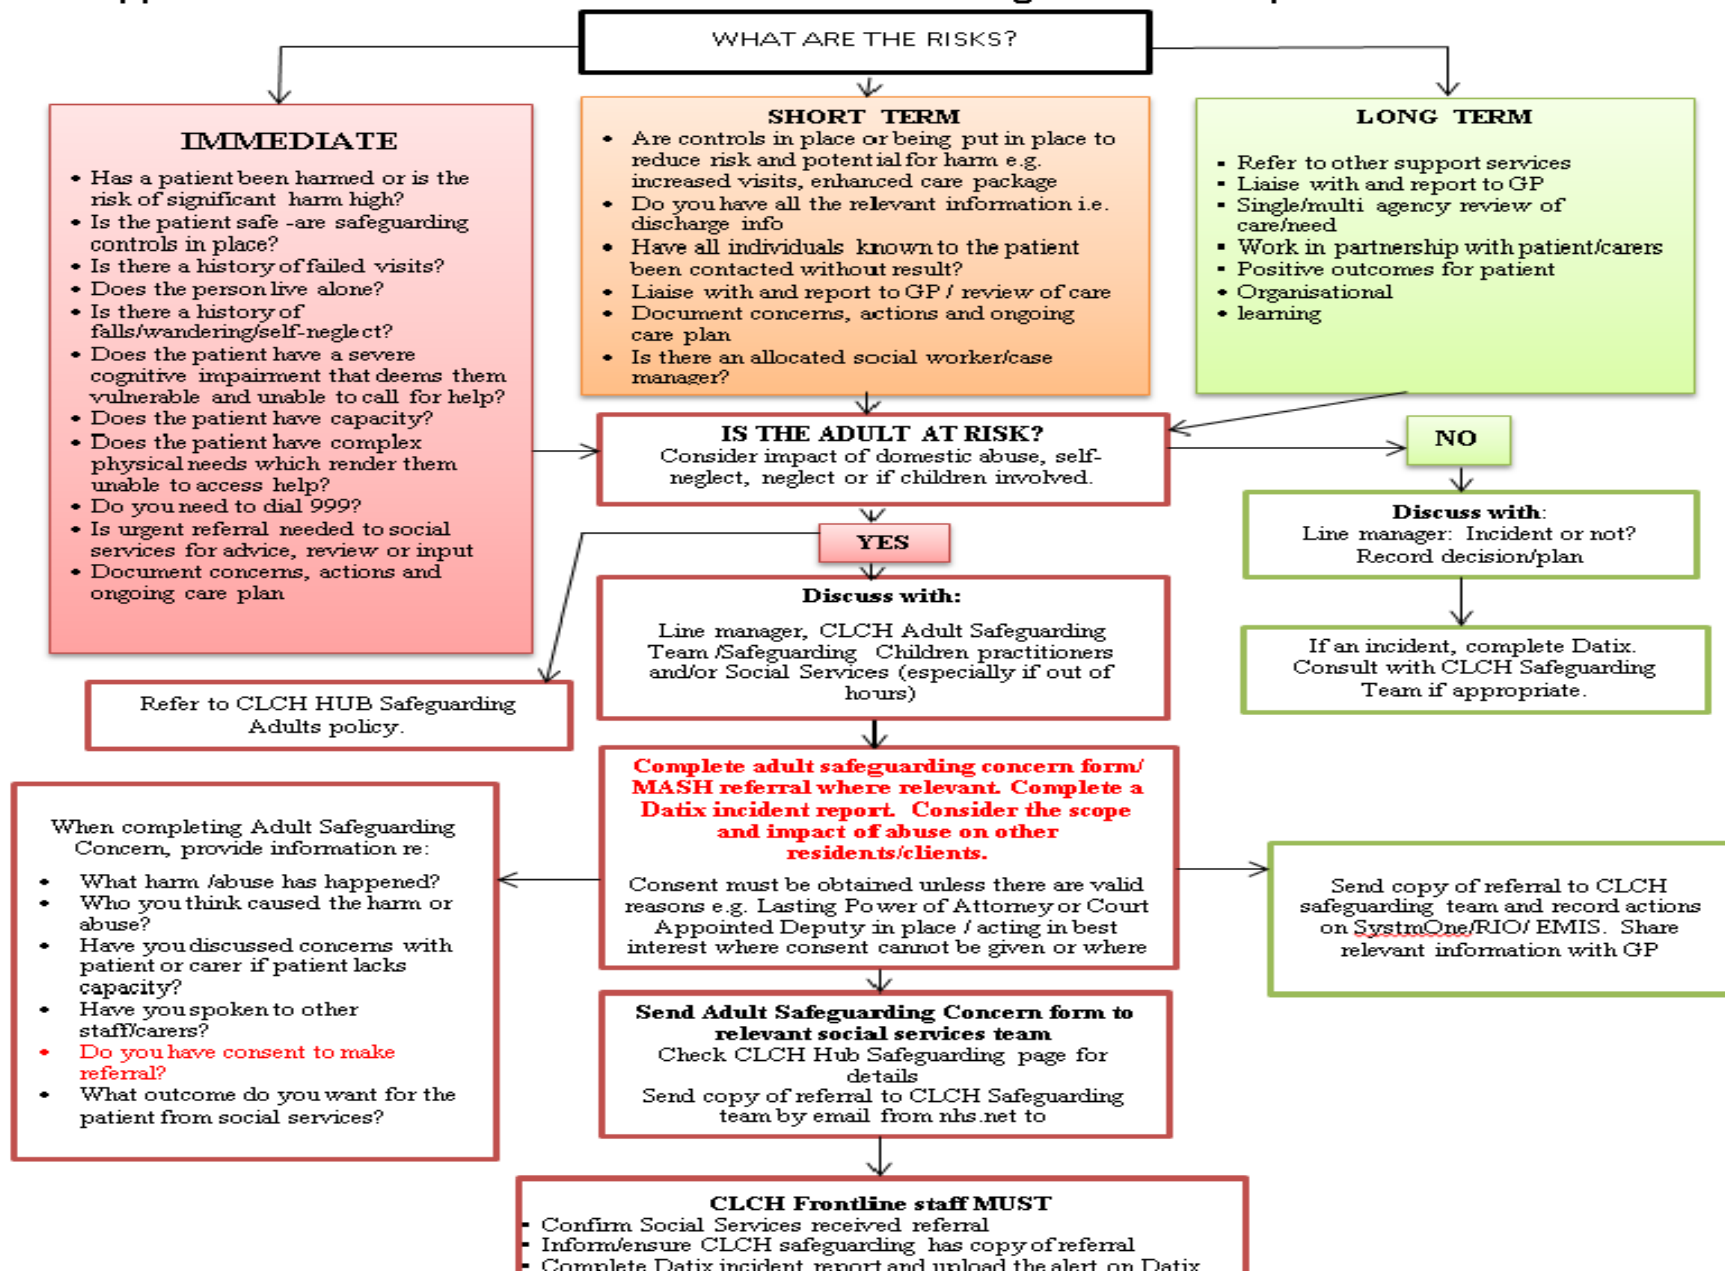 WHAT ARE THE RISKS?
IMMEDIATE
• Has a patient been harmed or is the
risk of significant harm high?
• Is the patient safe -are safeguarding
controls in place?
• Is there a history of failed visits?
• Does the person live alone?
• Is there a history of
falls/wandering/self-neglect?
• Does the patient have a severe
cognitive impairment that deems them
vulnerable and unable to call for help?
• Does the patient have capacity?
• Does the patient have complex
physical needs which render them
unable to access help?
• Do you need to dial 999?
• Is urgent referral needed to social
services for advice, review or input
• Document concerns, actions and
ongoing care plan
SHORT TERM
• Are controls in place or being put in place to
reduce risk and potential for harm e.g.
increased visits, enhanced care package
• Do you have all the relevant information i.e.
discharge info
• Have all individuals known to the patient
been contacted without result?
• Liaise with and report to GP / review of care
• Document concerns, actions and ongoing
care plan
• Is there an allocated social worker/case
manager?
LONG TERM
▪ Refer to other support services
▪ Liaise with and report to GP
▪ Single/multi agency review of
care/need
▪ Work in partnership with patient/carers
▪ Positive outcomes for patient
• Organisational
• learning
IS THE ADULT AT RISK?
Consider impact of domestic abuse, self-
neglect, neglect or if children involved.
NO
Discuss with:
Line manager: Incident or not?
Record decision/plan
If an incident, complete Datix.
Consult with CLCH Safeguarding
Team if appropriate.
YES
Discuss with:
Line manager, CLCH Adult Safeguarding
Team /Safeguarding Children practitioners
and/or Social Services (especially if out of
hours)
Refer to CLCH HUB Safeguarding
Adults policy.
Complete adult safeguarding concern form/
MASH referral where relevant. Complete a
Datix incident report. Consider the scope
and impact of abuse on other
residents/clients.
Consent must be obtained unless there are valid
reasons e.g. Lasting Power of Attorney or Court
Appointed Deputy in place / acting in best
interest where consent cannot be given or where
When completing Adult Safeguarding
Concern, provide information re:
• What harm /abuse has happened?
• Who you think caused the harm or
abuse?
• Have you discussed concerns with
patient or carer if patient lacks
capacity?
• Have you spoken to other
staff/carers?
• Do you have consent to make
referral?
• What outcome do you want for the
patient from social services?
Send copy of referral to CLCH
safeguarding team and record actions
on SystmOne/RIO/ EMIS. Share
relevant information with GP
Send Adult Safeguarding Concern form to
relevant social services team
Check CLCH Hub Safeguarding page for
details
Send copy of referral to CLCH Safeguarding
team by email from nhs.net to
CLCH Frontline staff MUST
▪ Confirm Social Services received referral
▪ Inform/ensure CLCH safeguarding has copy of referral
▪ Complete Datix incident report and upload the alert on Datix